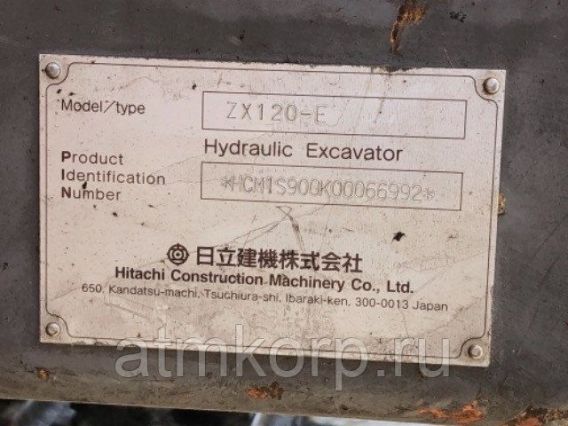 Model/type ZX120-E
Hydraulic Excavator
Product
Identification
Number *HCM1S900K00066992*
日立建機株式会社
Hitachi Construction Machinery Co., Ltd.
650, Kandatsu-machi, Tsuchiura-shi, Ibaraki-ken, 300-0013 Japan
atmkorp.ru